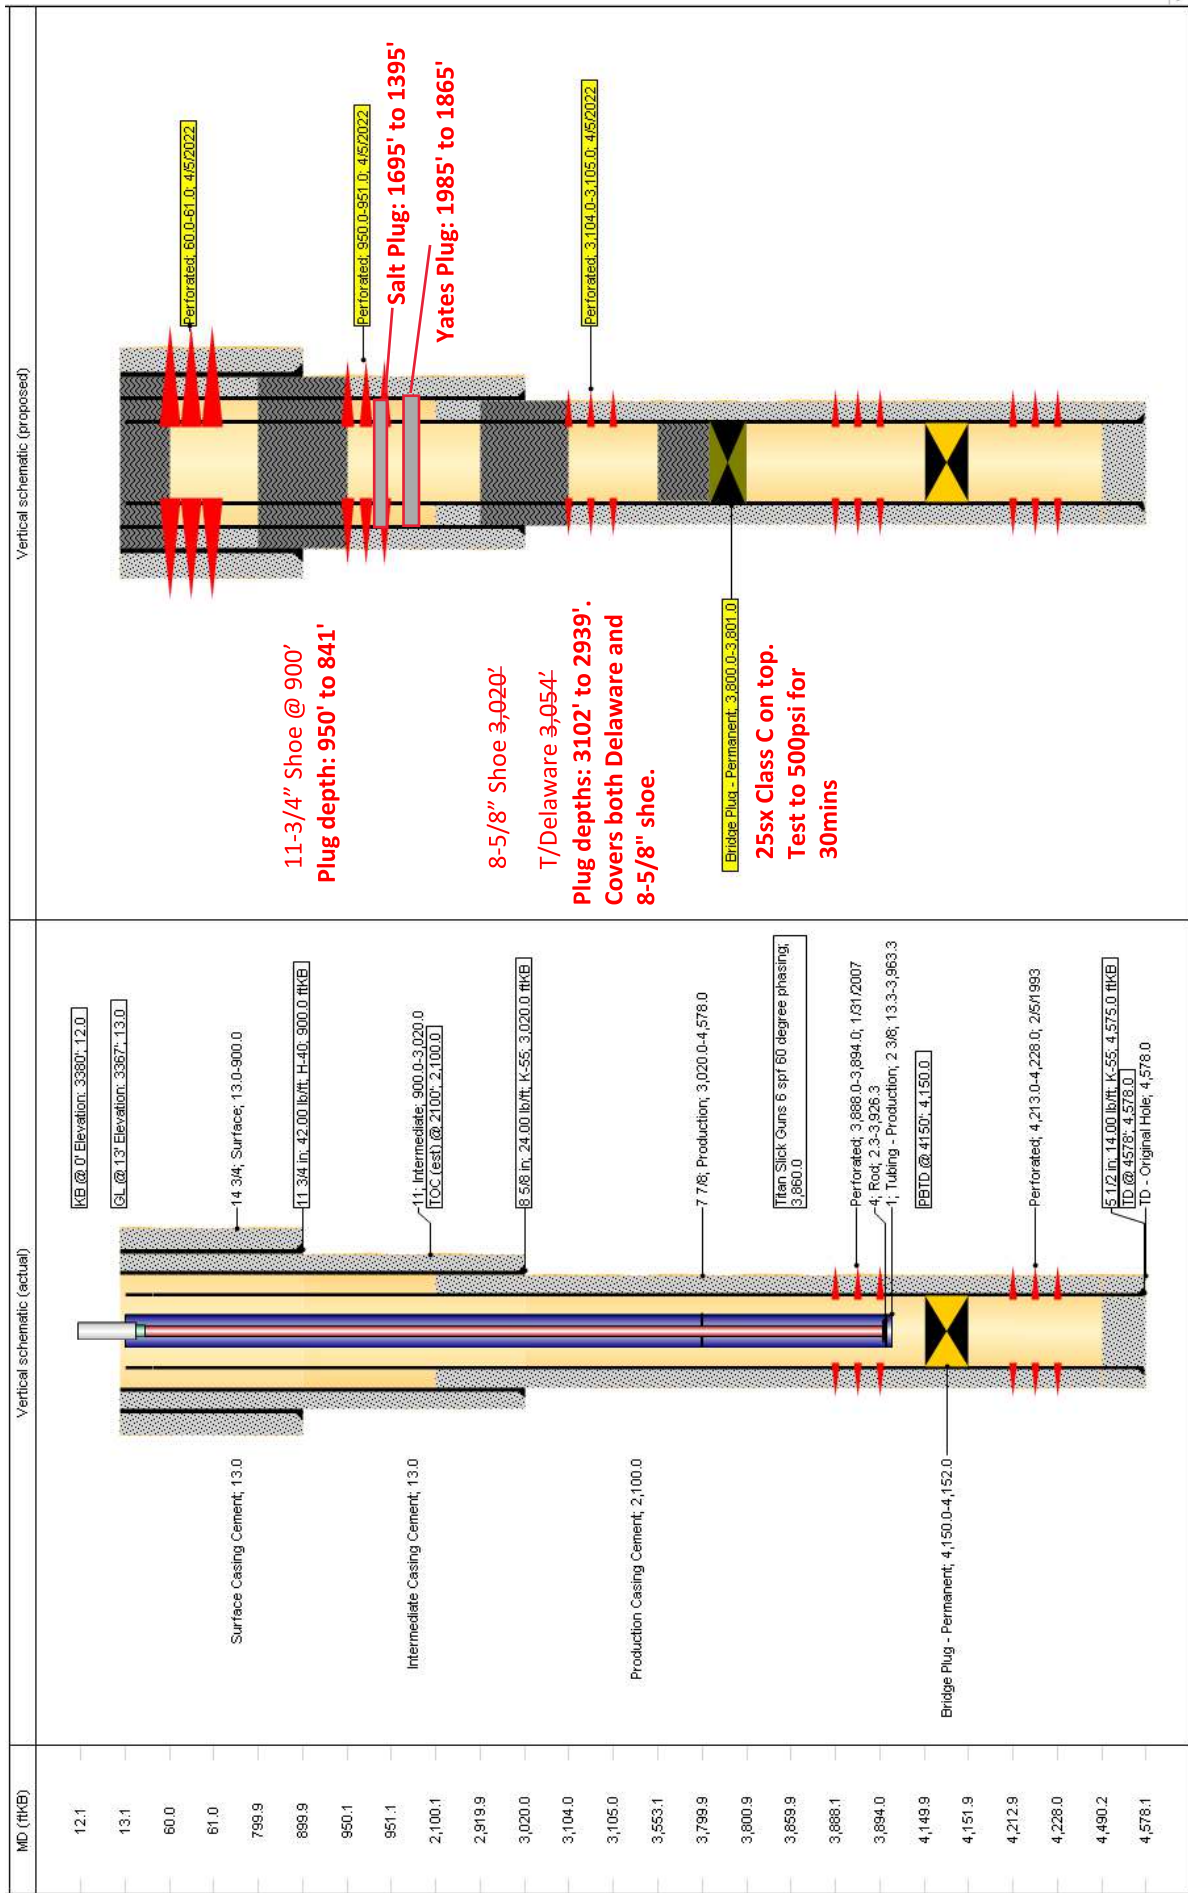 MD (ftKB)
12.1
13.1
60.0
61.0
799.9
899.9
950.1
951.1
2,100.1
2,919.9
3,020.0
3,104.0
3,105.0
3,553.1
3,799.9
3,800.9
3,859.9
3,888.1
3,894.0
4,149.9
4,151.9
4,212.9
4,228.0
4,490.2
4,578.1
Vertical schematic (actual)
KB @ 0' Elevation: 3380'; 12.0
GL @ 13' Elevation: 3367'; 13.0
Surface Casing Cement; 13.0
14 3/4; Surface; 13.0-900.0
11 3/4 in; 42.00 lb/ft; H-40; 900.0 ftKB
Intermediate Casing Cement; 13.0
11; Intermediate; 900.0-3,020.0
TOC (est) @ 2100'; 2,100.0
8 5/8 in; 24.00 lb/ft; K-55; 3,020.0 ftKB
Production Casing Cement; 2,100.0
7 7/8; Production; 3,020.0-4,578.0
Titan Slick Guns 6 spf 60 degree phasing;
3,860.0
Perforated; 3,888.0-3,894.0; 1/31/2007
4; Rod; 2.3-3,926.3
1; Tubing - Production; 2 3/8; 13.3-3,963.3
PBTD @ 4150'; 4,150.0
Bridge Plug - Permanent; 4,150.0-4,152.0
Perforated; 4,213.0-4,228.0; 2/5/1993
5 1/2 in; 14.00 lb/ft; K-55; 4,575.0 ftKB
TD @ 4578'; 4,578.0
TD - Original Hole; 4,578.0
Vertical schematic (proposed)
Perforated; 60.0-61.0; 4/5/2022
11-3/4” Shoe @ 900’
Plug depth: 950' to 841'
Perforated; 950.0-951.0; 4/5/2022
Salt Plug: 1695' to 1395'
Yates Plug: 1985' to 1865'
8-5/8” Shoe 3,020’
T/Delaware 3,054’
Plug depths: 3102' to 2939'.
Covers both Delaware and
8-5/8" shoe.
Perforated; 3,104.0-3,105.0; 4/5/2022
Bridge Plug - Permanent; 3,800.0-3,801.0
25sx Class C on top.
Test to 500psi for
30mins